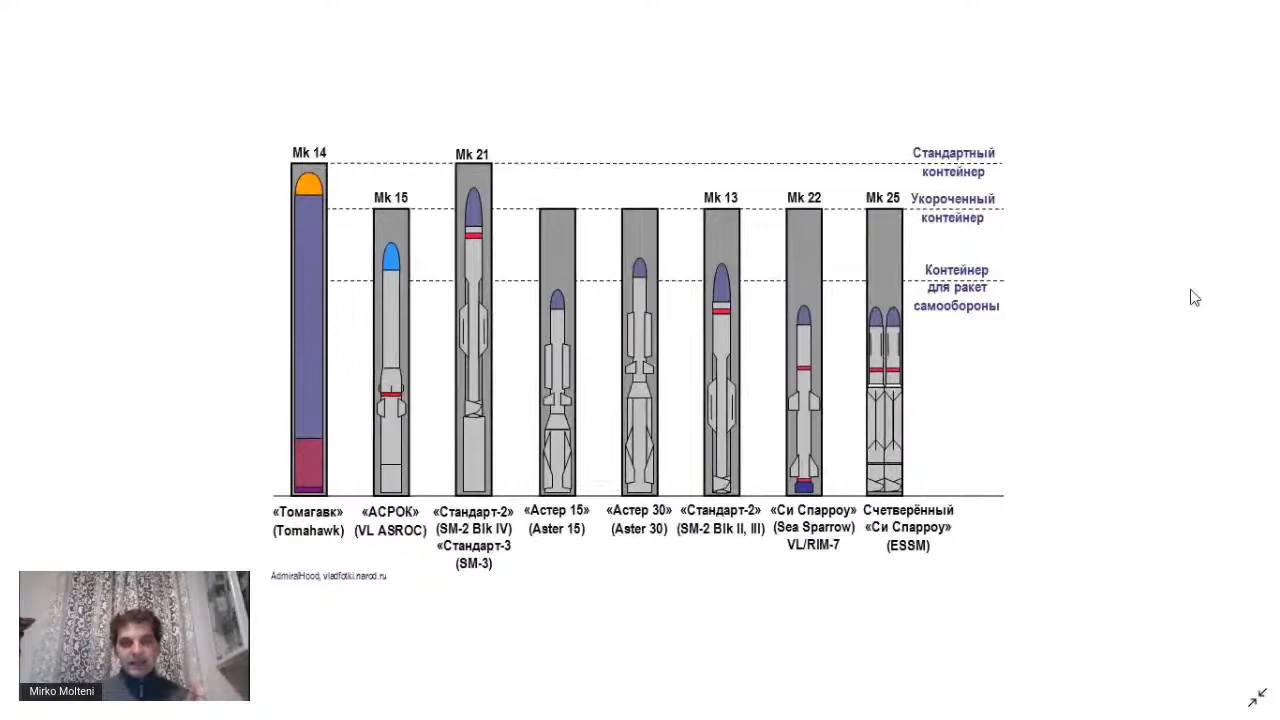 Mk 14
Mk 15
Mk 21
Mk 13
Mk 22
Mk 25
Стандартный
контейнер
Укороченный
контейнер
Контейнер
для ракет
самообороны
«Томагавк»
(Tomahawk)
«АСРОК»
(VL ASROC)
«Стандарт-2»
(SM-2 Blk IV)
«Стандарт-3
(SM-3)
«Астер 15»
(Aster 15)
«Астер 30»
(Aster 30)
«Стандарт-2»
(SM-2 Blk II, III)
«Си Спарроу»
(Sea Sparrow)
VL/RIM-7
Счетверённый
«Си Спарроу»
(ESSM)
AdmiralHood, vladfotki.narod.ru
Mirko Molteni